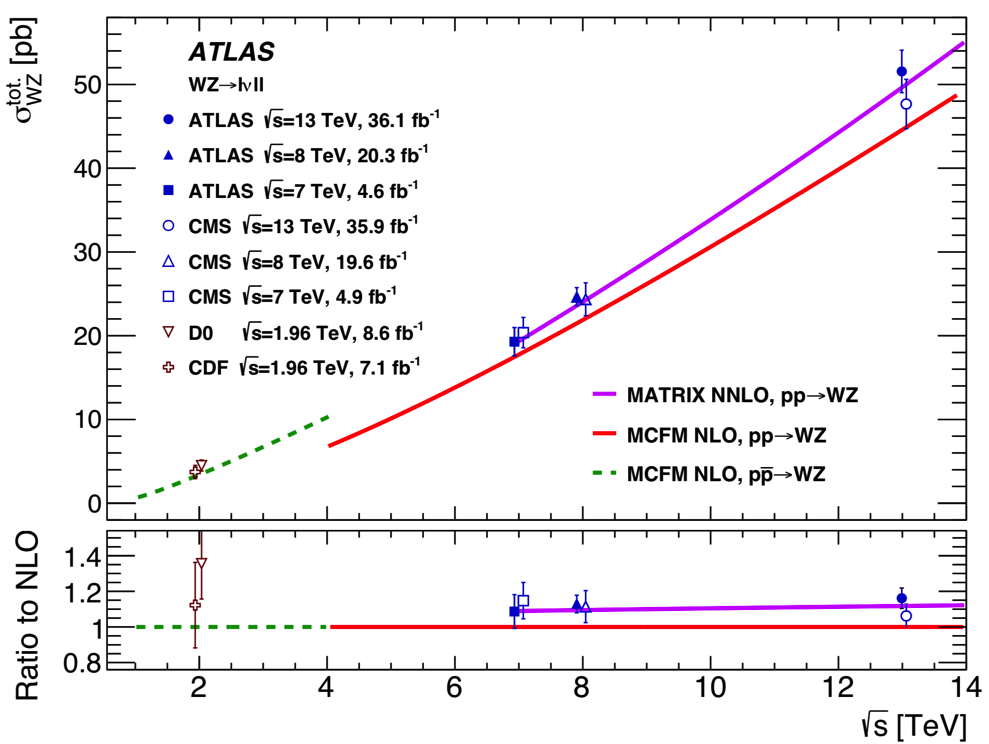 σ_WZ^tot. [pb]
ATLAS
WZ→lνll
ATLAS √s=13 TeV, 36.1 fb⁻¹
ATLAS √s=8 TeV, 20.3 fb⁻¹
ATLAS √s=7 TeV, 4.6 fb⁻¹
CMS √s=13 TeV, 35.9 fb⁻¹
CMS √s=8 TeV, 19.6 fb⁻¹
CMS √s=7 TeV, 4.9 fb⁻¹
D0 √s=1.96 TeV, 8.6 fb⁻¹
CDF √s=1.96 TeV, 7.1 fb⁻¹
MATRIX NNLO, pp→WZ
MCFM NLO, pp→WZ
MCFM NLO, pp̅→WZ
50
40
30
20
10
0
Ratio to NLO
1.4
1.2
1
0.8
2 4 6 8 10 12 14
√s [TeV]